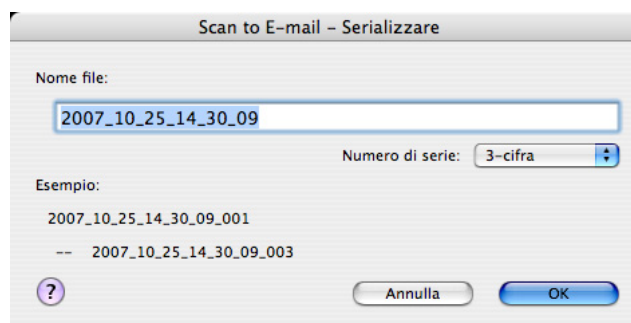 Scan to E-mail – Serializzare
Nome file:
2007_10_25_14_30_09
Numero di serie: 3-cifra
Esempio:
2007_10_25_14_30_09_001
-- 2007_10_25_14_30_09_003
? Annulla OK